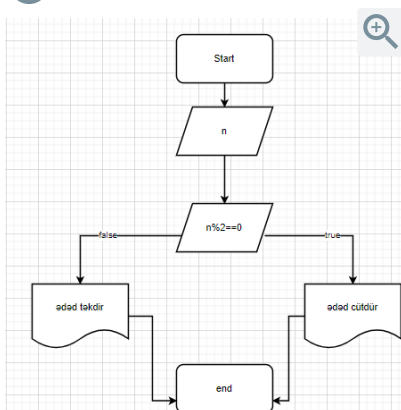 Start
n
n%2==0
false
true
ədəd təkdir
ədəd cütdür
end